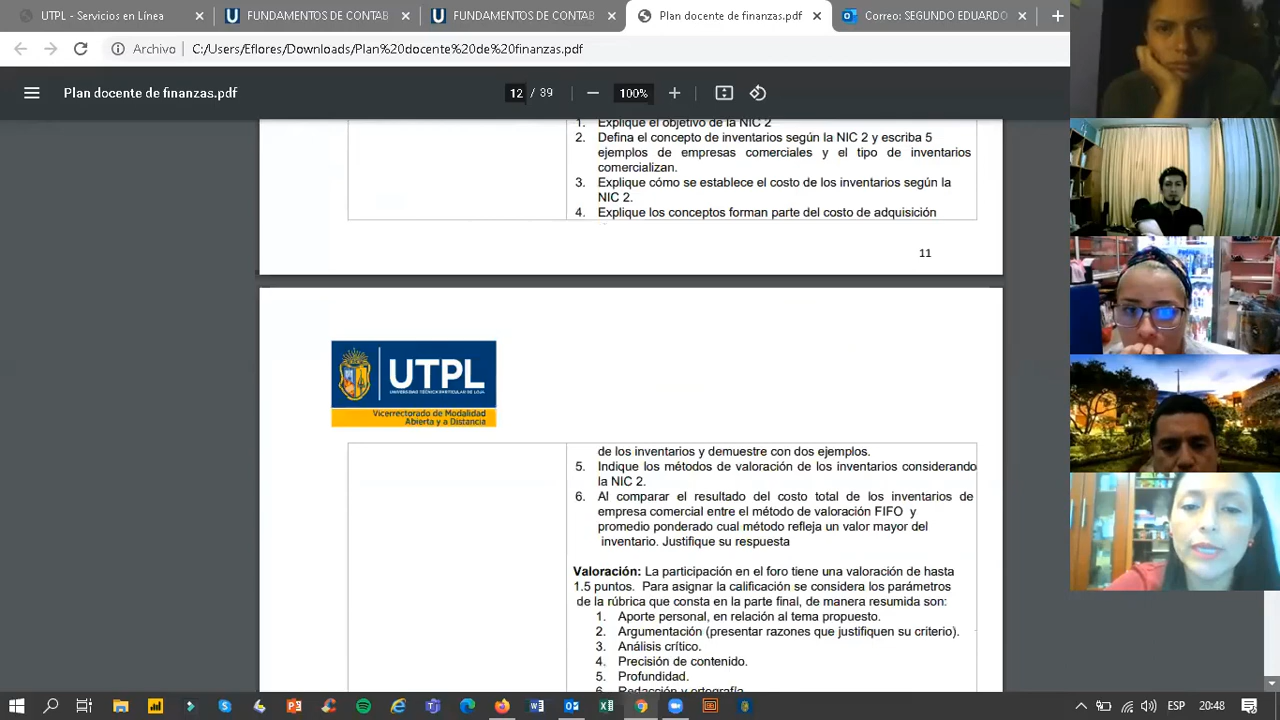 UTPL - Servicios en Línea
FUNDAMENTOS DE CONTAB
FUNDAMENTOS DE CONTAB
Plan docente de finanzas.pdf
Correo: SEGUNDO EDUARDO
Archivo
C:/Users/Eflores/Downloads/Plan%20docente%20de%20finanzas.pdf
Plan docente de finanzas.pdf
12 / 39
100%
1. Explique el objetivo de la NIC 2
2. Defina el concepto de inventarios según la NIC 2 y escriba 5
ejemplos de empresas comerciales y el tipo de inventarios
comercializan.
3. Explique cómo se establece el costo de los inventarios según la
NIC 2.
4. Explique los conceptos forman parte del costo de adquisición
11
UTPL
UNIVERSIDAD TÉCNICA PARTICULAR DE LOJA
Vicerrectorado de Modalidad
Abierta y a Distancia
de los inventarios y demuestre con dos ejemplos.
5. Indique los métodos de valoración de los inventarios considerando
la NIC 2.
6. Al comparar el resultado del costo total de los inventarios de
empresa comercial entre el método de valoración FIFO y
promedio ponderado cual método refleja un valor mayor del
inventario. Justifique su respuesta
Valoración: La participación en el foro tiene una valoración de hasta
1.5 puntos. Para asignar la calificación se considera los parámetros
de la rúbrica que consta en la parte final, de manera resumida son:
1. Aporte personal, en relación al tema propuesto.
2. Argumentación (presentar razones que justifiquen su criterio).
3. Análisis crítico.
4. Precisión de contenido.
5. Profundidad.
6. Redacción y ortografía
ESP
20:48